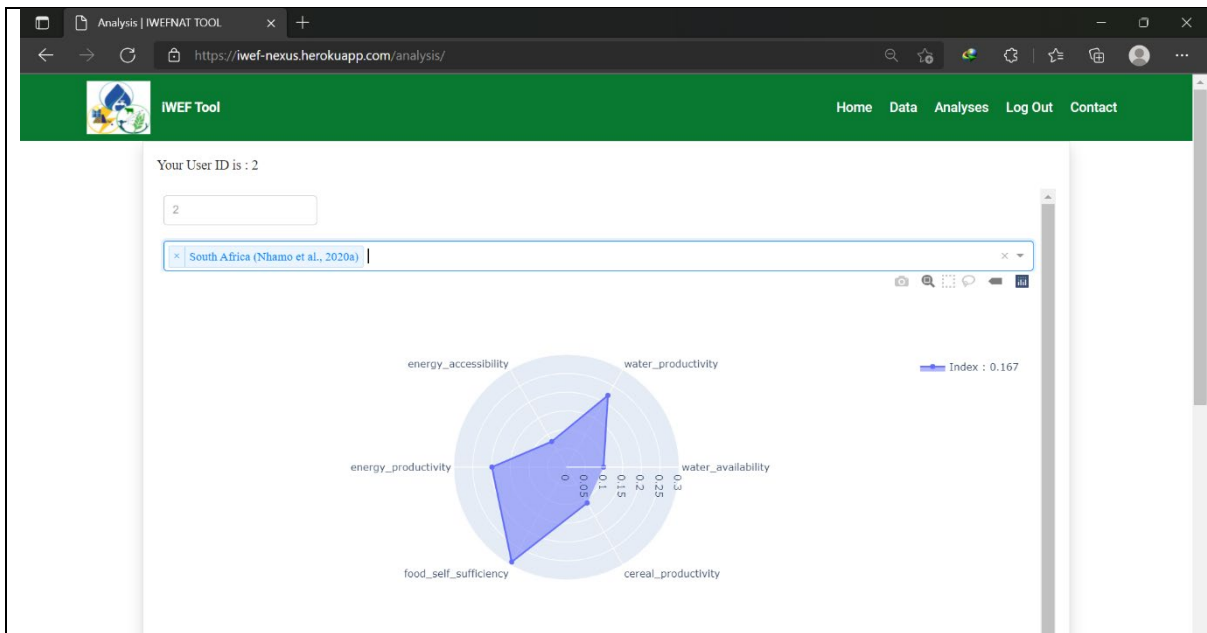 Analysis | IWEFNAT TOOL
https://iwef-nexus.herokuapp.com/analysis/
iWEF Tool Home Data Analyses Log Out Contact
Your User ID is : 2
2
× South Africa (Nhamo et al., 2020a)
energy_accessibility water_productivity
Index : 0.167
energy_productivity water_availability
0 0.05 0.1 0.15 0.2 0.25 0.3
food_self_sufficiency cereal_productivity